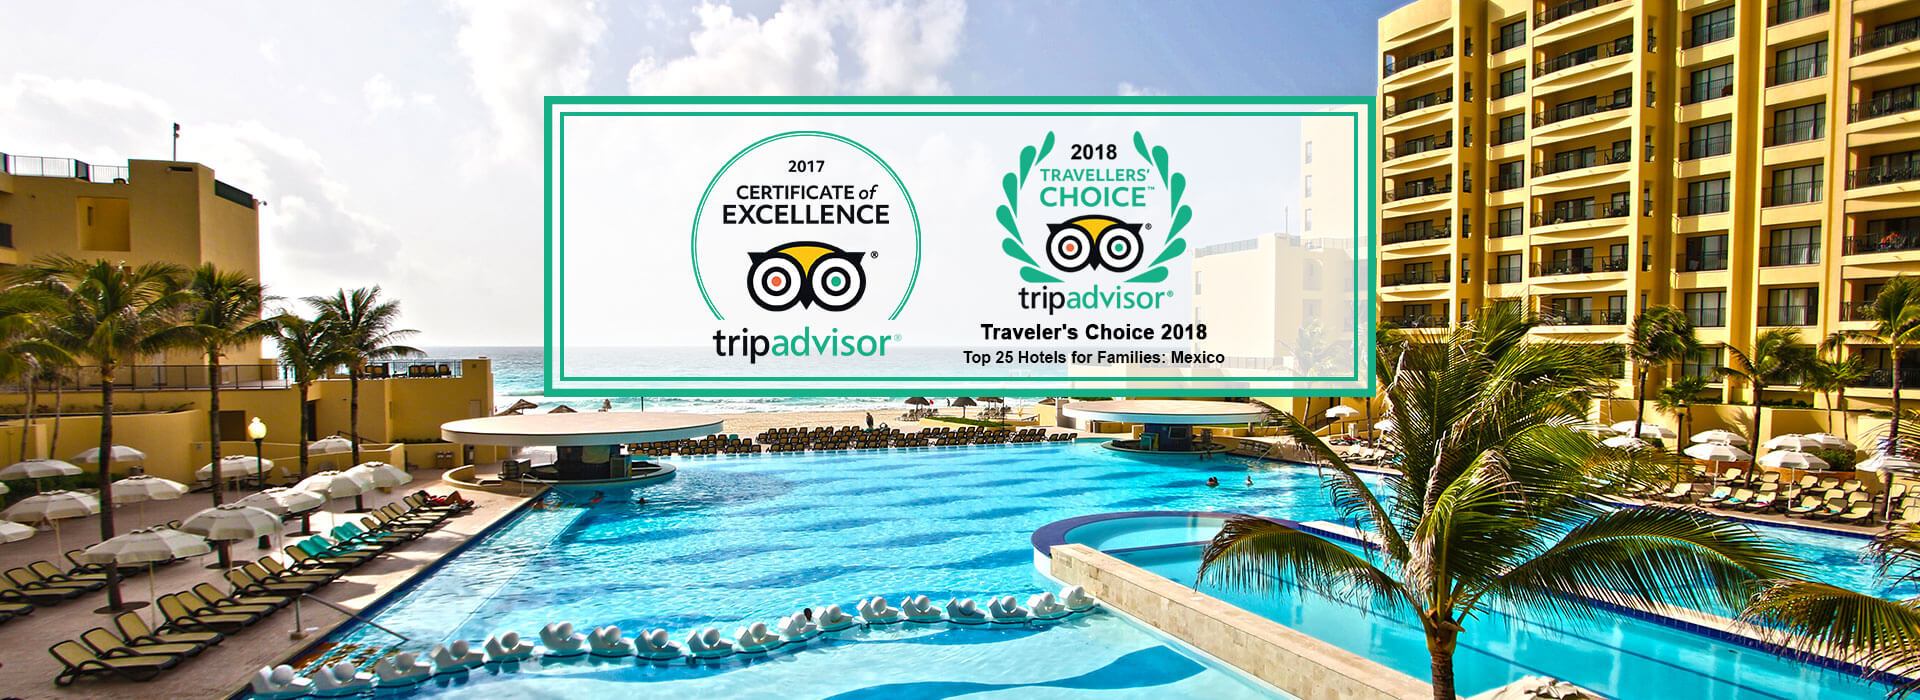 2017
CERTIFICATE of
EXCELLENCE
®
tripadvisor®
2018
TRAVELLERS'
CHOICE™
®
tripadvisor®
Traveler's Choice 2018
Top 25 Hotels for Families: Mexico